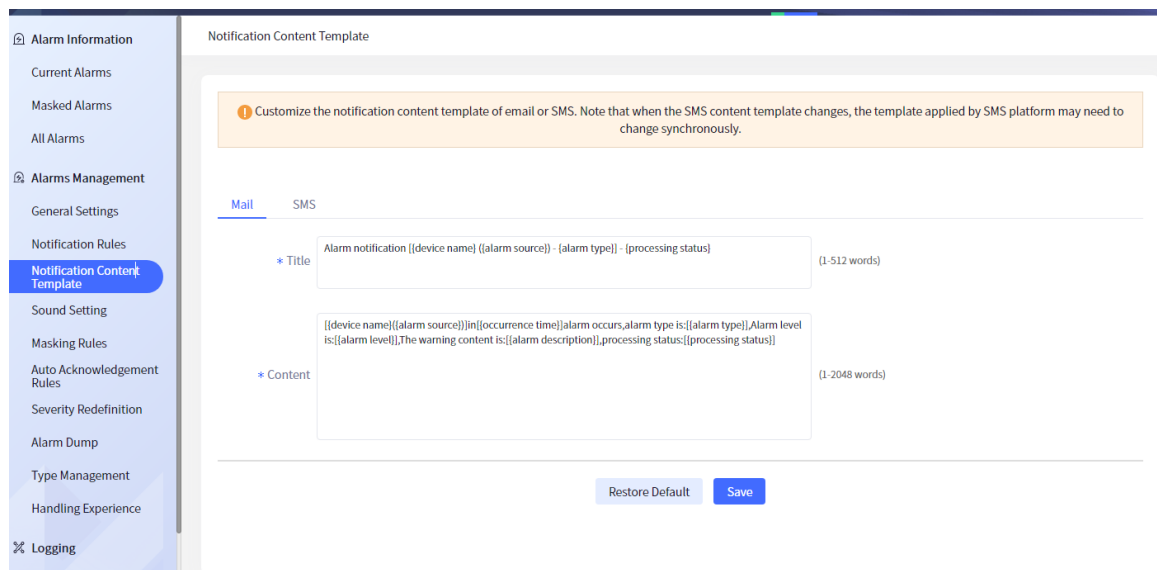 Alarm Information
Current Alarms
Masked Alarms
All Alarms
Alarms Management
General Settings
Notification Rules
Notification Content
Template
Sound Setting
Masking Rules
Auto Acknowledgement
Rules
Severity Redefinition
Alarm Dump
Type Management
Handling Experience
Logging
Notification Content Template
Customize the notification content template of email or SMS. Note that when the SMS content template changes, the template applied by SMS platform may need to
change synchronously.
Mail SMS
* Title
Alarm notification [{device name} ({alarm source}) - {alarm type}] - {processing status}
(1-512 words)
* Content
[{device name}({alarm source})]in[{occurrence time}]alarm occurs,alarm type is:[{alarm type}],Alarm level
is:[{alarm level}],The warning content is:[{alarm description}],processing status:[{processing status}]
(1-2048 words)
Restore Default Save